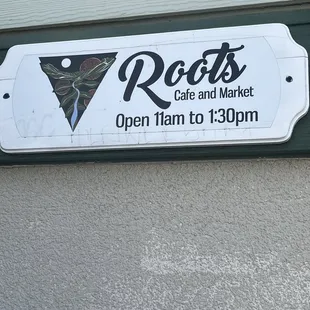 Roots
Cafe and Market
Open 11am to 1:30pm